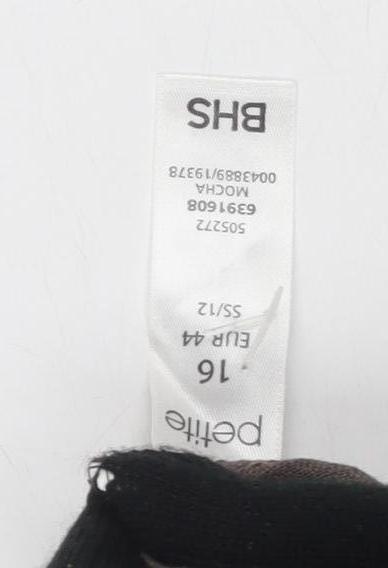 petite
16
EUR 44
SS/12
505272
6391608
MOCHA
0043889/19378
BHS